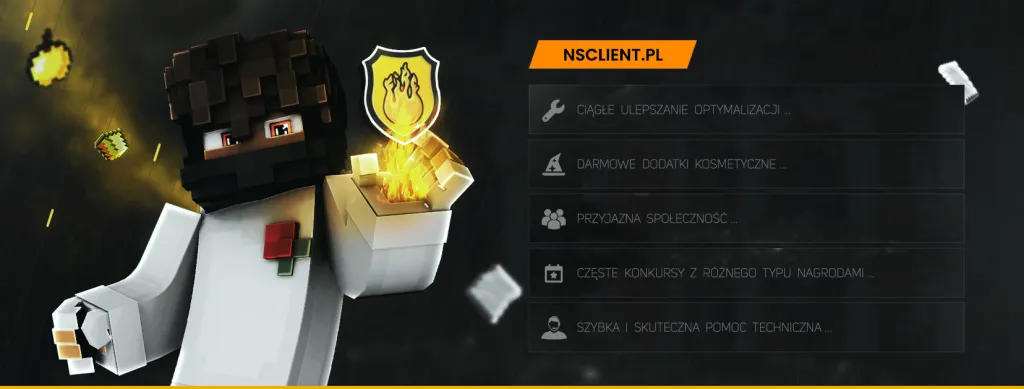 NSCLIENT.PL
CIĄGŁE ULEPSZANIE OPTYMALIZACJI ...
DARMOWE DODATKI KOSMETYCZNE ...
PRZYJAZNA SPOŁECZNOŚĆ ...
CZĘSTE KONKURSY Z RÓŻNEGO TYPU NAGRODAMI ...
SZYBKA I SKUTECZNA POMOC TECHNICZNA ...